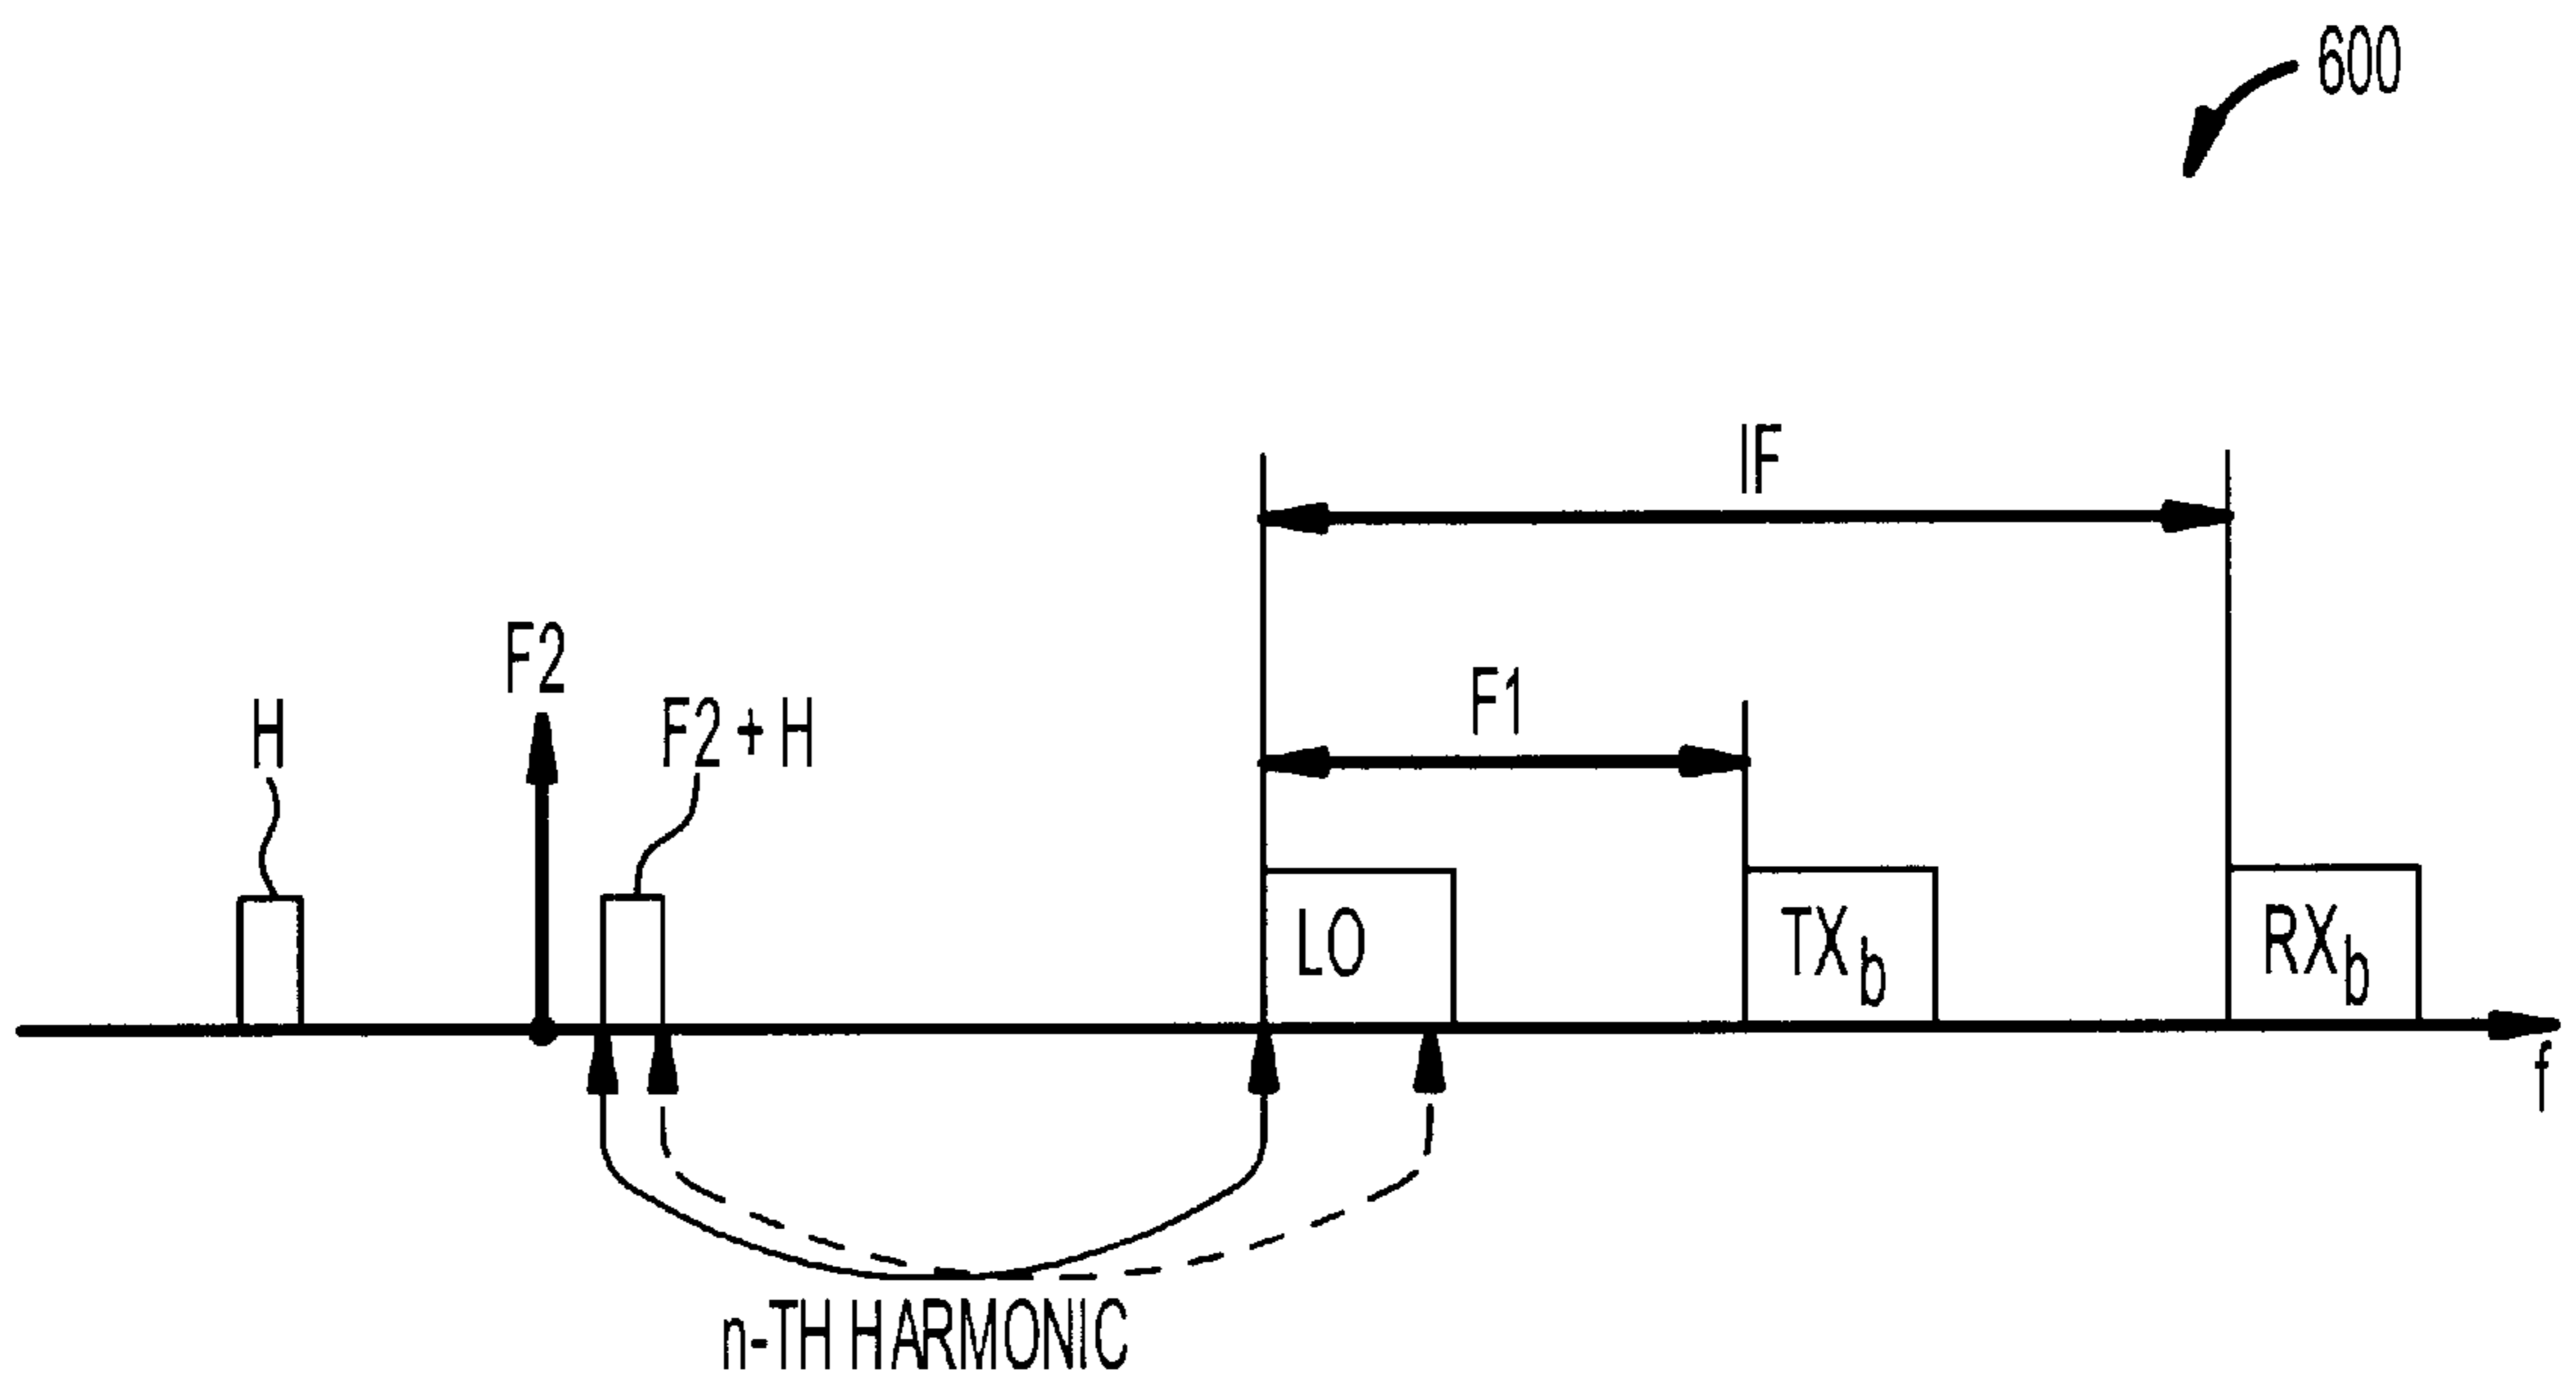 600
IF
F2
F1
H
F2 + H
LO
TXb
RXb
f
n-TH HARMONIC